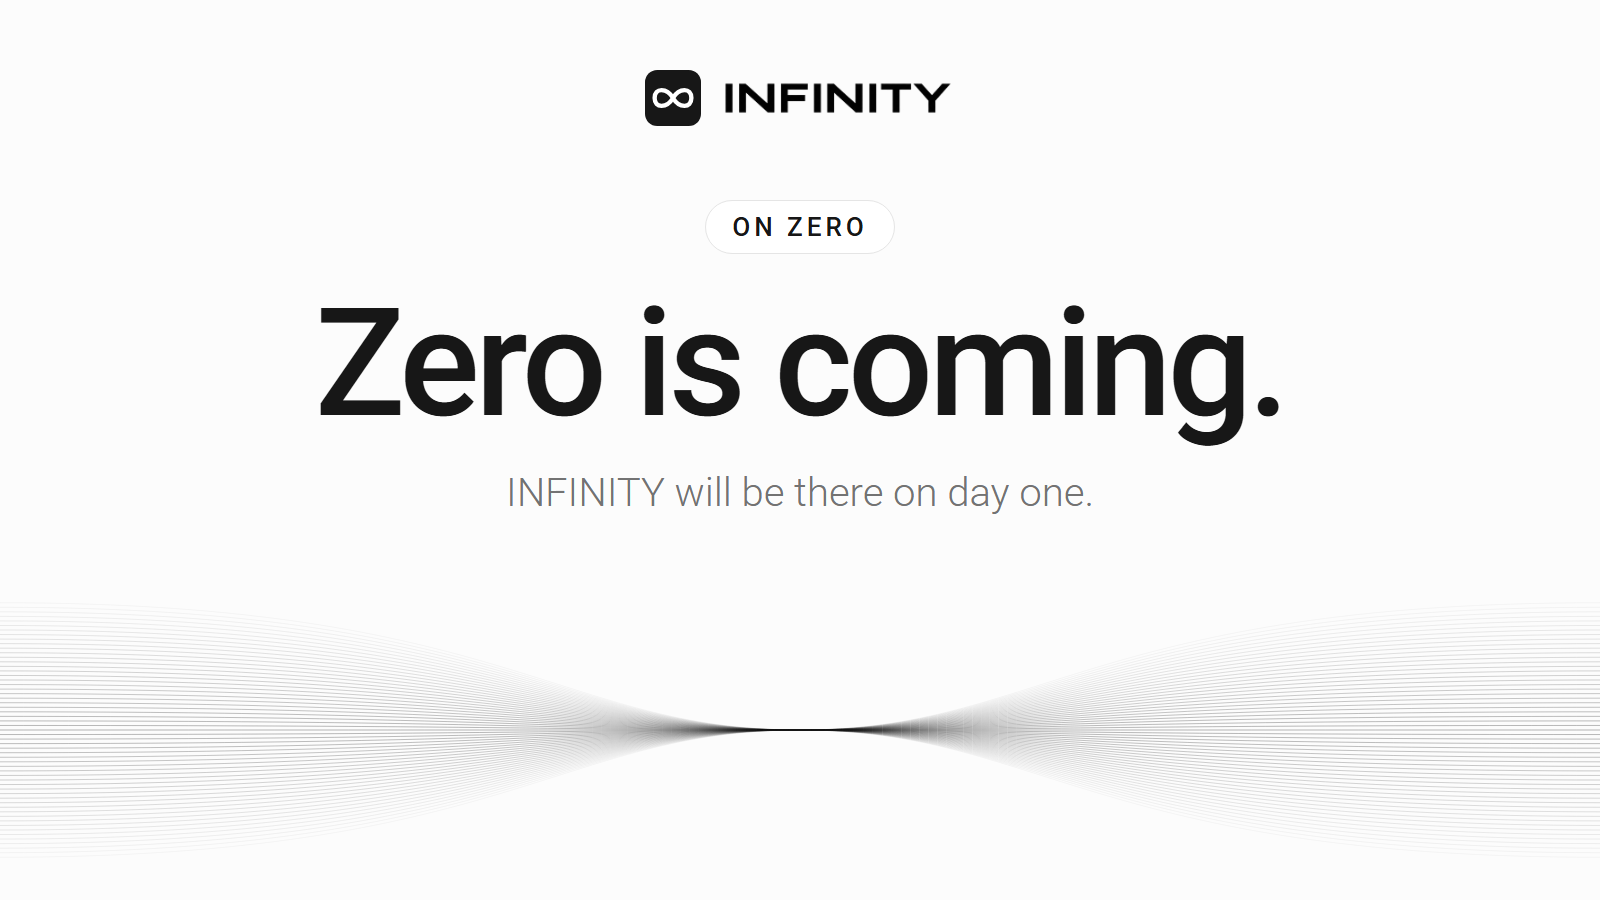 INFINITY
ON ZERO
Zero is coming.
INFINITY will be there on day one.